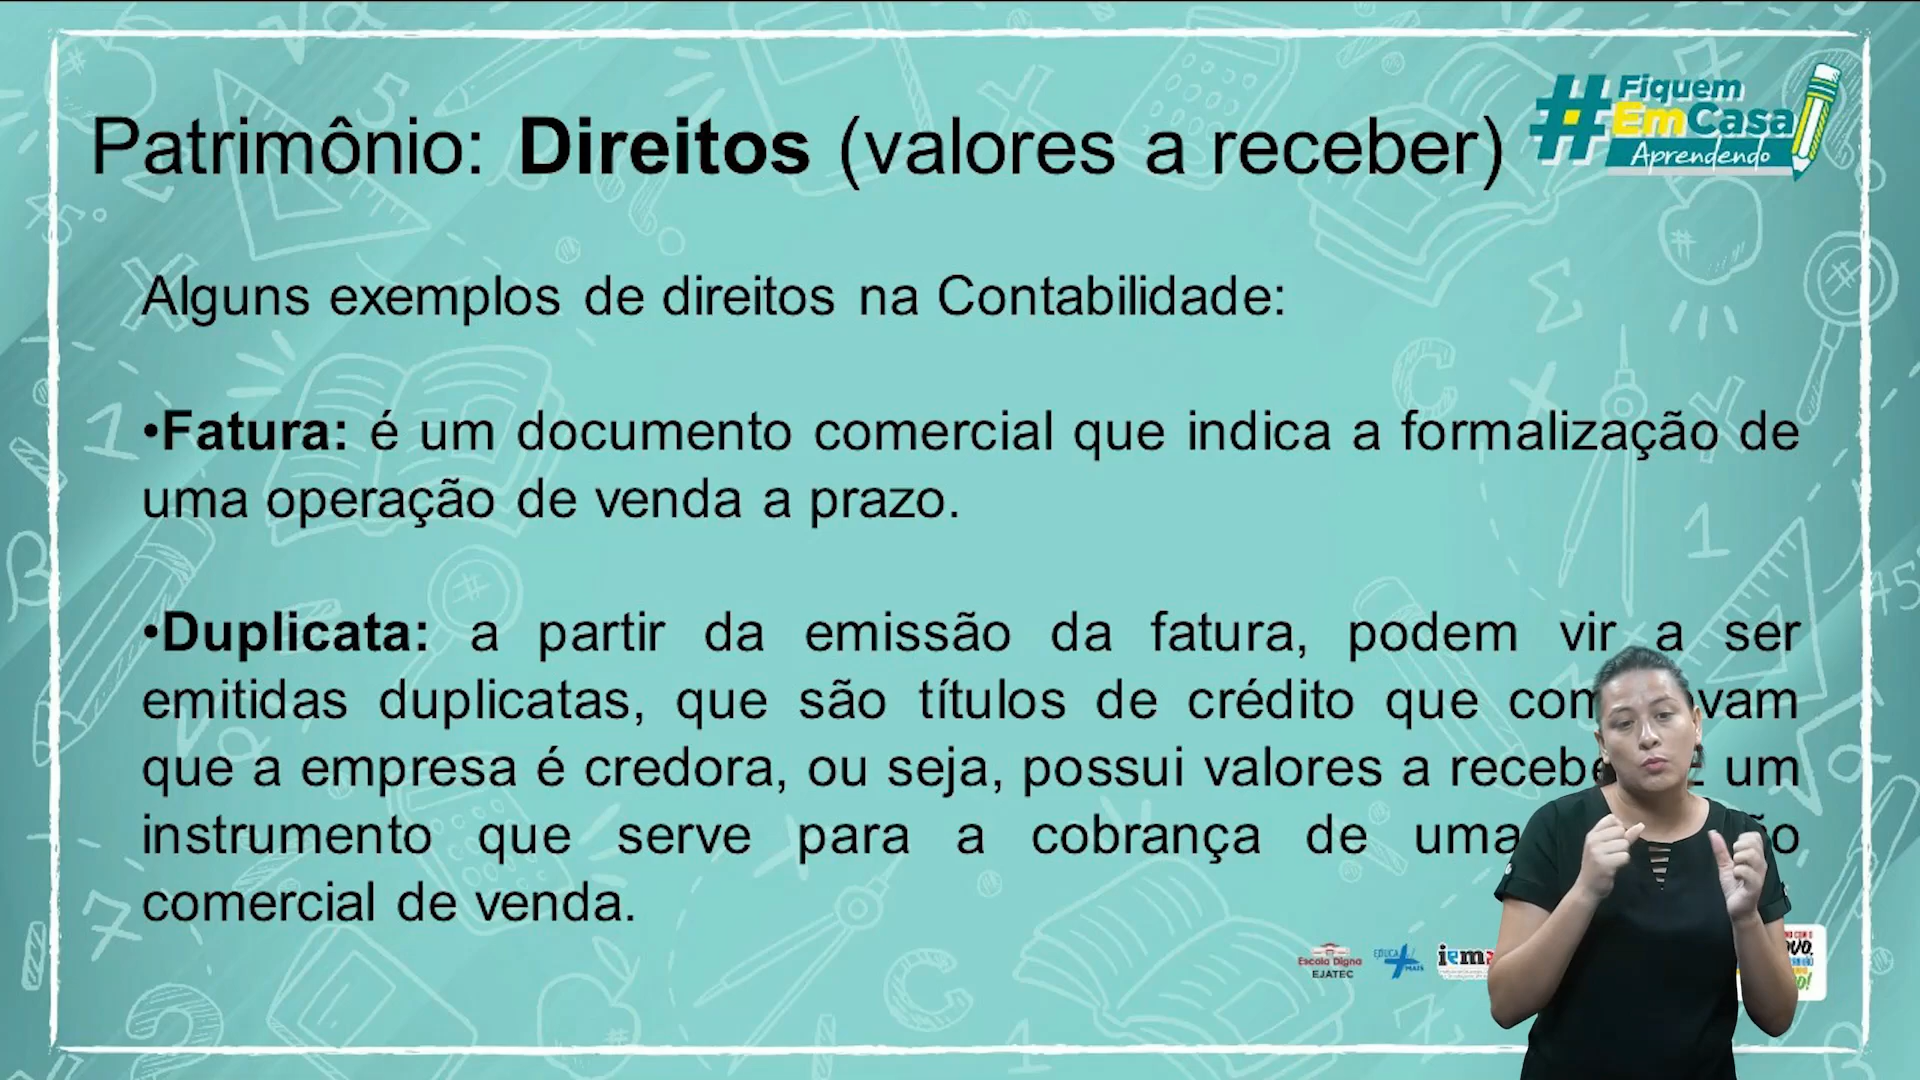 Patrimônio: Direitos (valores a receber)
#Fiquem
EmCasa
Aprendendo
Alguns exemplos de direitos na Contabilidade:
•Fatura: é um documento comercial que indica a formalização de
uma operação de venda a prazo.
•Duplicata: a partir da emissão da fatura, podem vir a ser
emitidas duplicatas, que são títulos de crédito que
que a empresa é credora, ou seja, possui valores a um
instrumento que serve para a cobrança de uma
comercial de venda.
Escola Digna
EJATEC
EDUCA
MAIS
iema